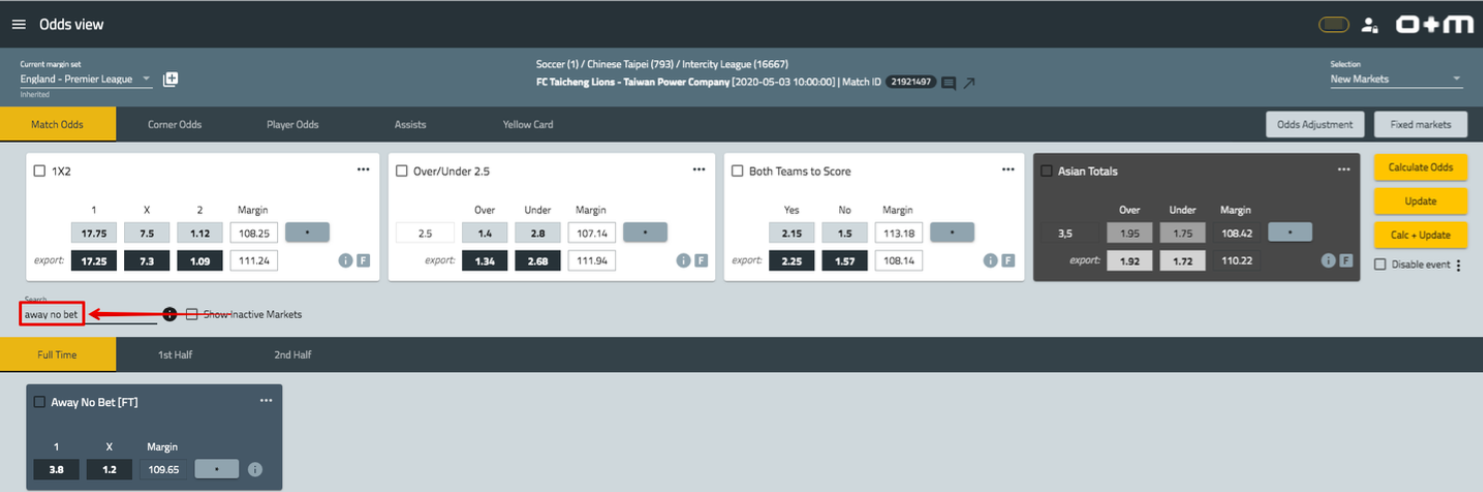 Odds view
o+m
Current margin set
England - Premier League
Inherited
Soccer (1) / Chinese Taipei (793) / Intercity League (16667)
FC Taicheng Lions - Taiwan Power Company [2020-05-03 10:00:00] | Match ID 21921497
Selection
New Markets
Match Odds Corner Odds Player Odds Assists Yellow Card Odds Adjustment Fixed markets
1X2 ...
1 X 2 Margin
17.75 7.5 1.12 108.25
export: 17.25 7.3 1.09 111.24 i F
Over/Under 2.5 ...
Over Under Margin
2.5 1.4 2.8 107.14
export: 1.34 2.68 111.94 i F
Both Teams to Score ...
Yes No Margin
2.15 1.5 113.18
export: 2.25 1.57 108.14 i F
Asian Totals ...
Over Under Margin
3,5 1.95 1.75 108.42
export: 1.92 1.72 110.22 i F
Calculate Odds
Update
Calc + Update
Disable event
Search
away no bet
i Show Inactive Markets
Full Time 1st Half 2nd Half
Away No Bet [FT] ...
1 X Margin
3.8 1.2 109.65 i